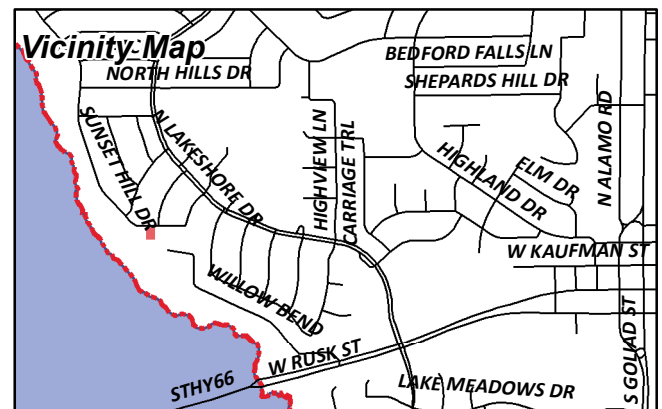 Vicinity Map
BEDFORD FALLS LN
NORTH HILLS DR
SHEPARDS HILL DR
N ALAMO RD
SUNSET HILL DR
N LAKESHORE DR
HIGHVIEW LN
CARRIAGE TRL
HIGHLAND DR
ELM DR
W KAUFMAN ST
WILLOW BEND
S GOLIAD ST
W RUSK ST
STHY66
LAKE MEADOWS DR